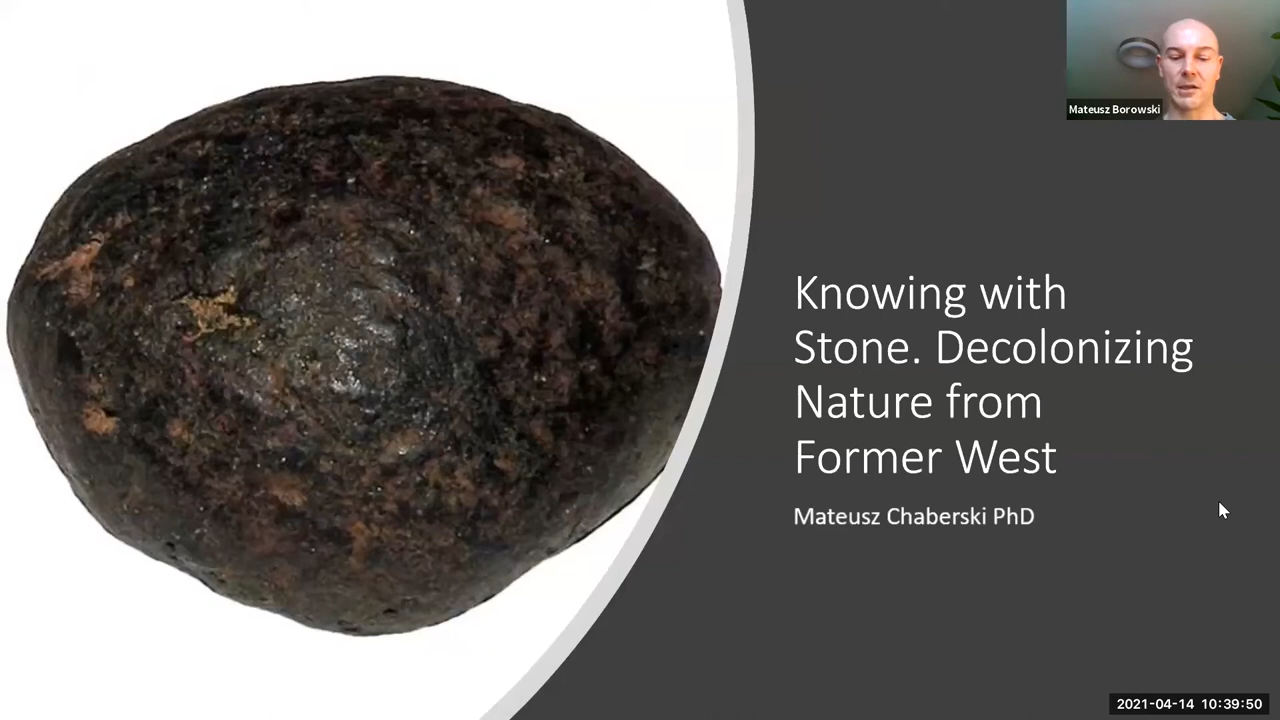 Mateusz Borowski
Knowing with
Stone. Decolonizing
Nature from
Former West
Mateusz Chaberski PhD
2021-04-14 10:39:50